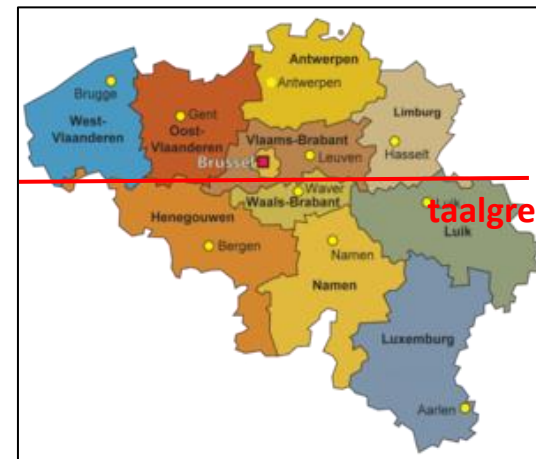 Antwerpen
Antwerpen
Brugge
West-
Vlaanderen
Gent
Oost-
Vlaanderen
Limburg
Hasselt
Vlaams-Brabant
Leuven
Brussel
Waver
Waals-Brabant
Henegouwen
Bergen
Luik
taalgre
Luik
Namen
Namen
Luxemburg
Aarlen